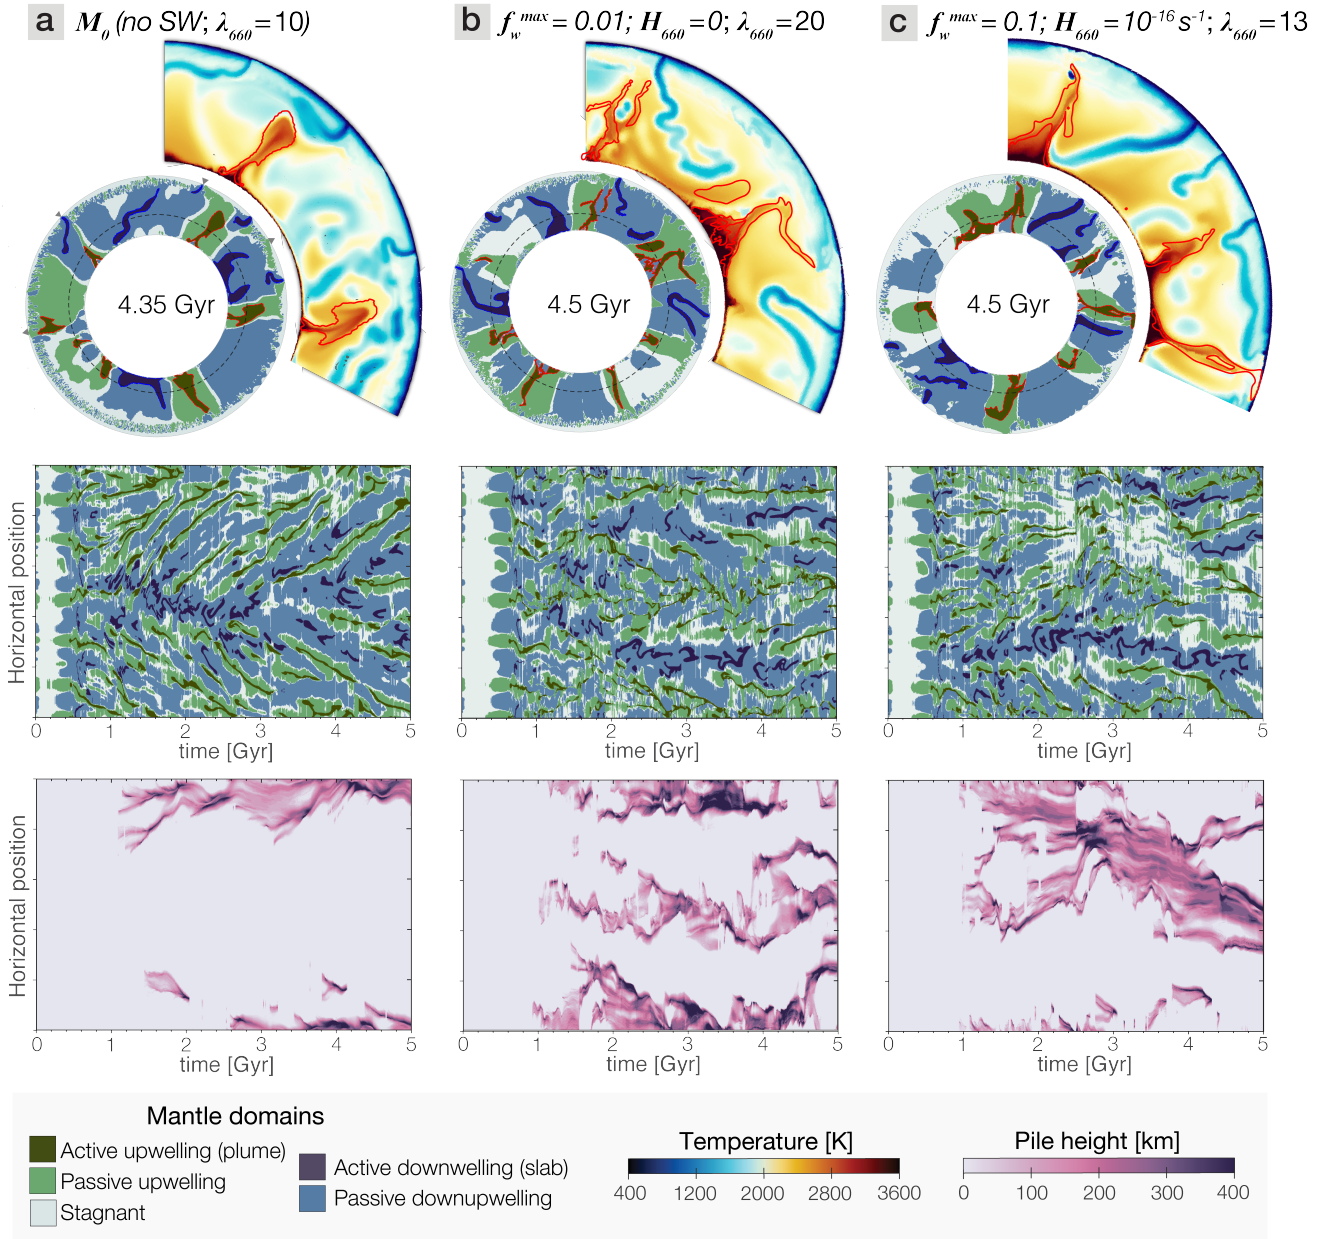 a M₀ (no SW; λ₆₆₀ = 10)
b f_w^max = 0.01; H₆₆₀ = 0; λ₆₆₀ = 20
c f_w^max = 0.1; H₆₆₀ = 10⁻¹⁶ s⁻¹; λ₆₆₀ = 13
4.35 Gyr
4.5 Gyr
4.5 Gyr
Horizontal position
0 1 2 3 4 5
time [Gyr]
0 1 2 3 4 5
time [Gyr]
0 1 2 3 4 5
time [Gyr]
Horizontal position
0 1 2 3 4 5
time [Gyr]
0 1 2 3 4 5
time [Gyr]
0 1 2 3 4 5
time [Gyr]
Mantle domains
Active upwelling (plume)
Passive upwelling
Stagnant
Active downwelling (slab)
Passive downupwelling
Temperature [K]
400 1200 2000 2800 3600
Pile height [km]
0 100 200 300 400